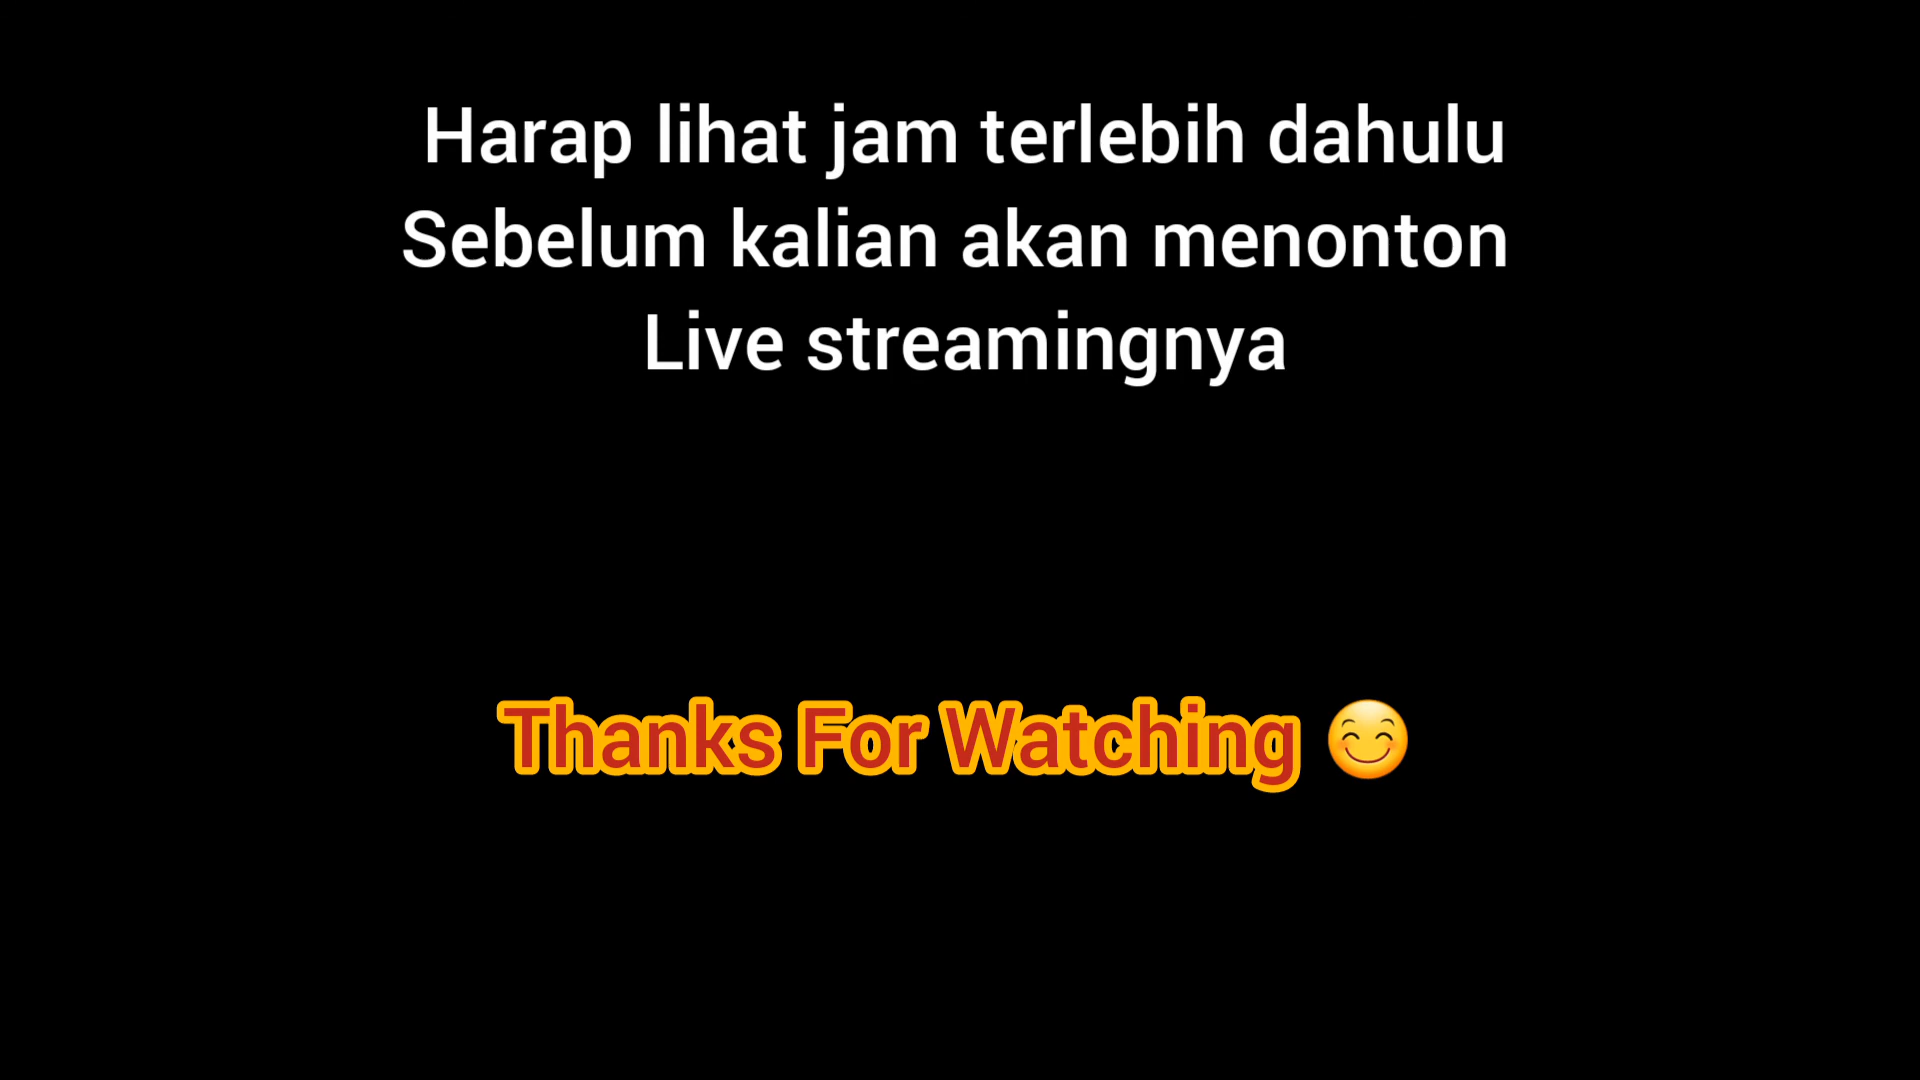 Harap lihat jam terlebih dahulu
Sebelum kalian akan menonton
Live streamingnya
Thanks For Watching 😊